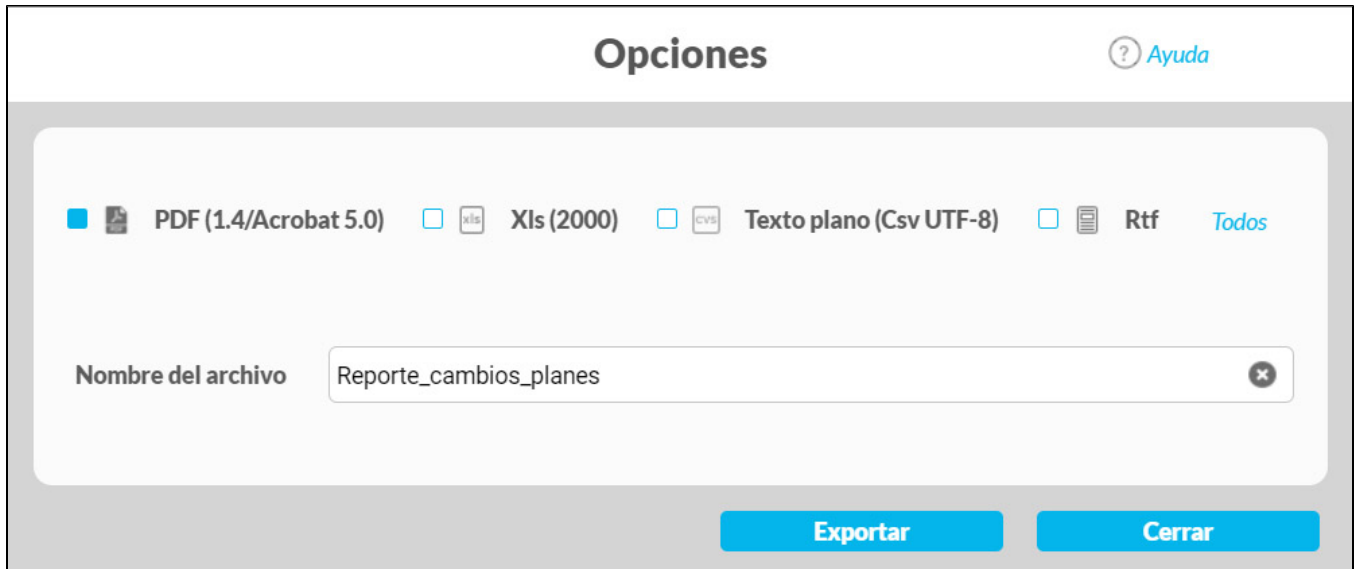 Opciones
? Ayuda
PDF (1.4/Acrobat 5.0) xls Xls (2000) cvs Texto plano (Csv UTF-8) Rtf Todos
Nombre del archivo Reporte_cambios_planes
Exportar Cerrar